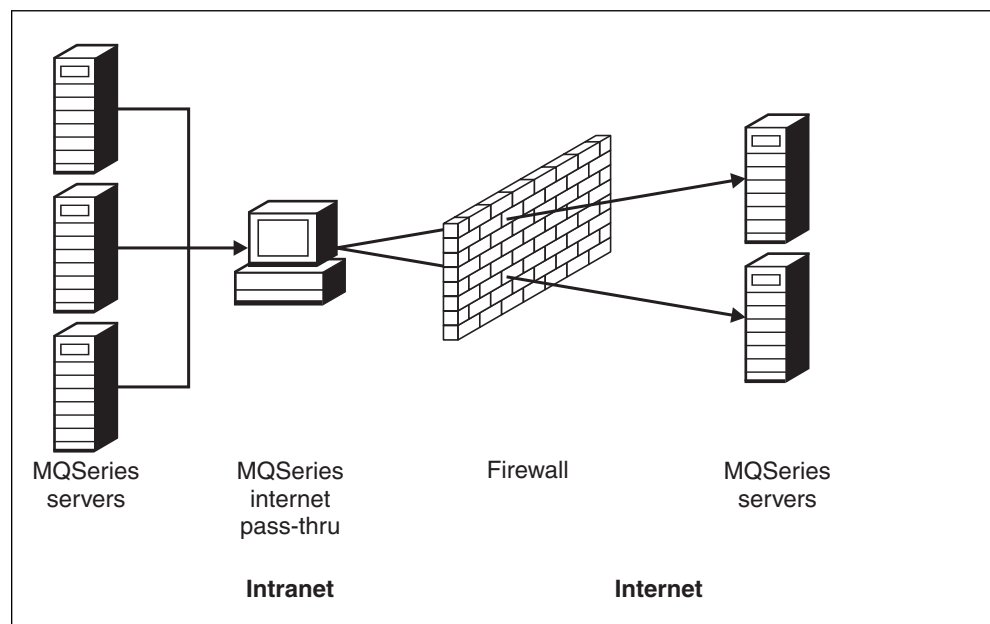 MQSeries
servers
MQSeries
internet
pass-thru
Firewall
MQSeries
servers
Intranet
Internet